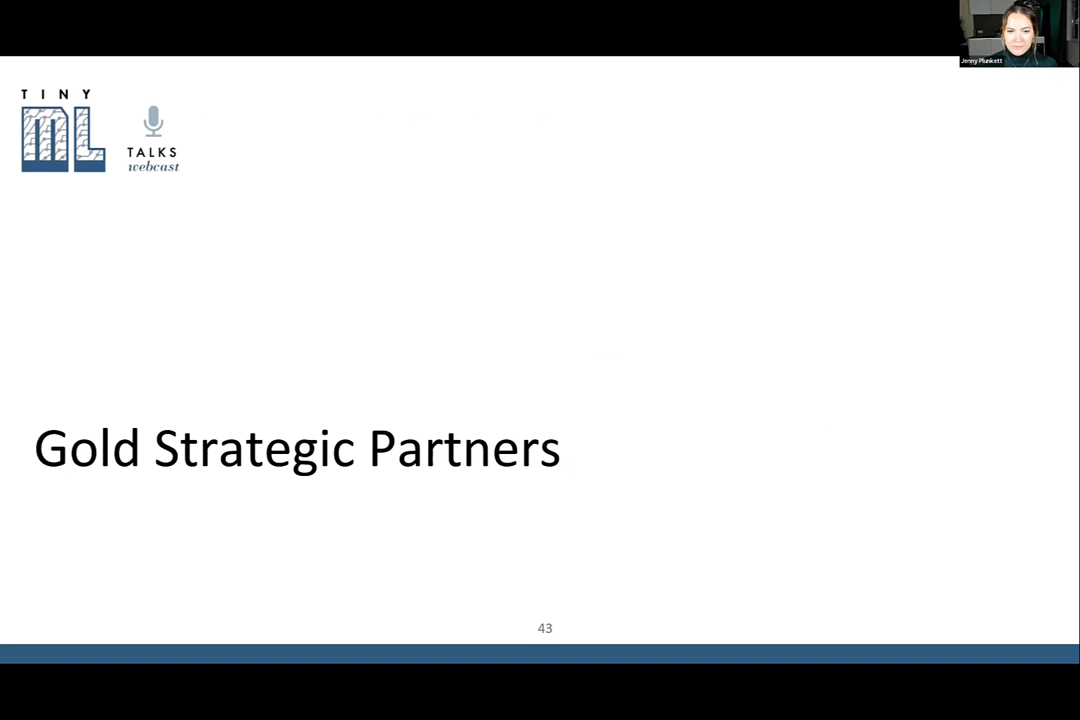 Jenny Plunkett
TINY
ML
TALKS
webcast
Gold Strategic Partners
43